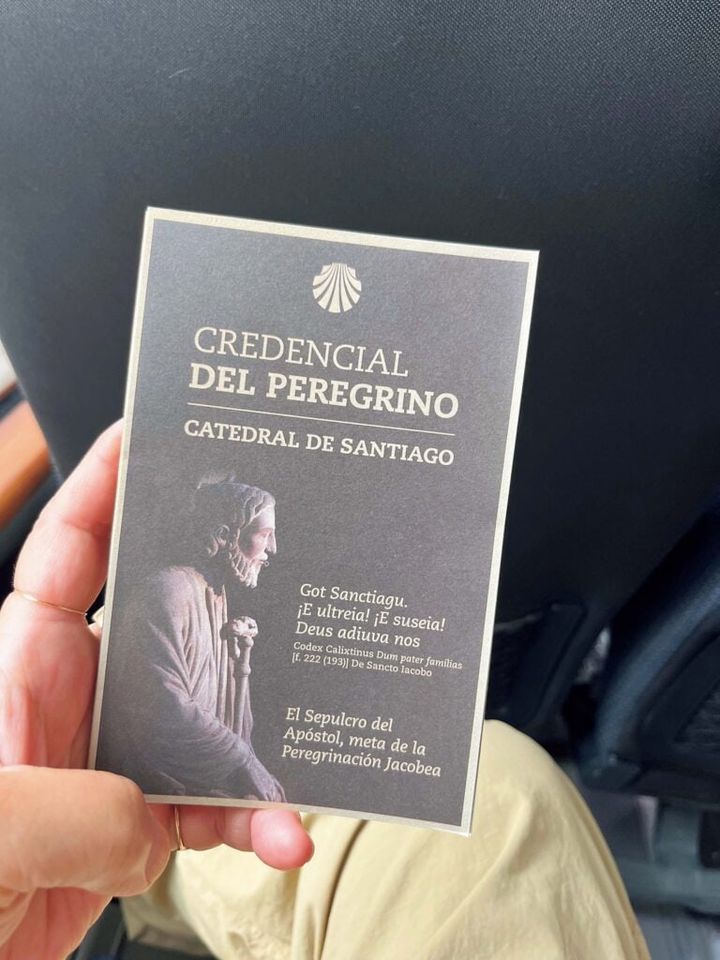 CREDENCIAL
DEL PEREGRINO
CATEDRAL DE SANTIAGO
Got Sanctiagu.
¡E ultreia! ¡E suseia!
Deus adiuva nos
Codex Calixtinus Dum pater familias
[f. 222 (193)] De Sancto Iacobo
El Sepulcro del
Apóstol, meta de la
Peregrinación Jacobea